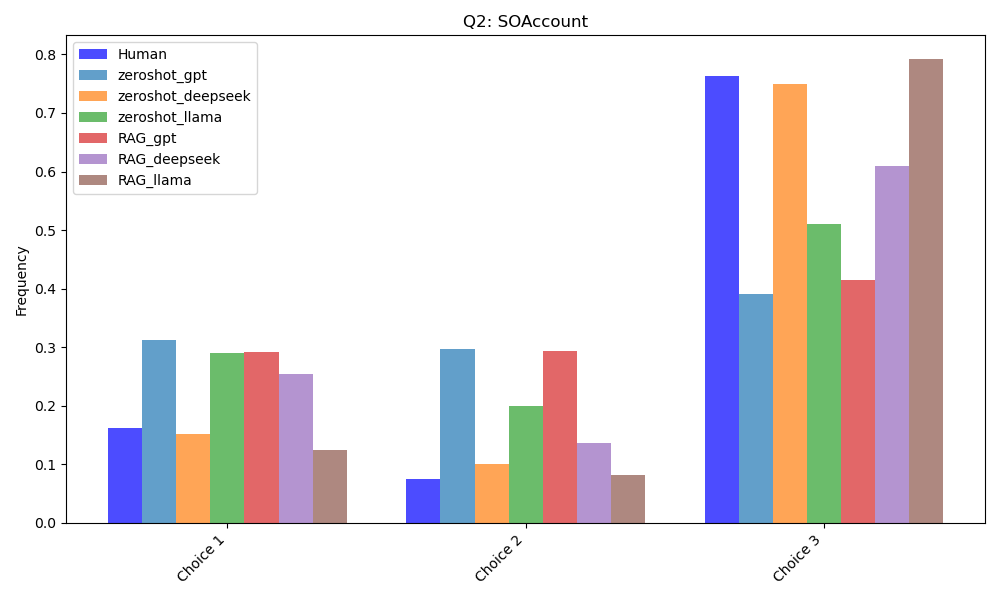 Q2: SOAccount
Human
zeroshot_gpt
zeroshot_deepseek
zeroshot_llama
RAG_gpt
RAG_deepseek
RAG_llama
Frequency
0.8
0.7
0.6
0.5
0.4
0.3
0.2
0.1
0.0
Choice 1
Choice 2
Choice 3